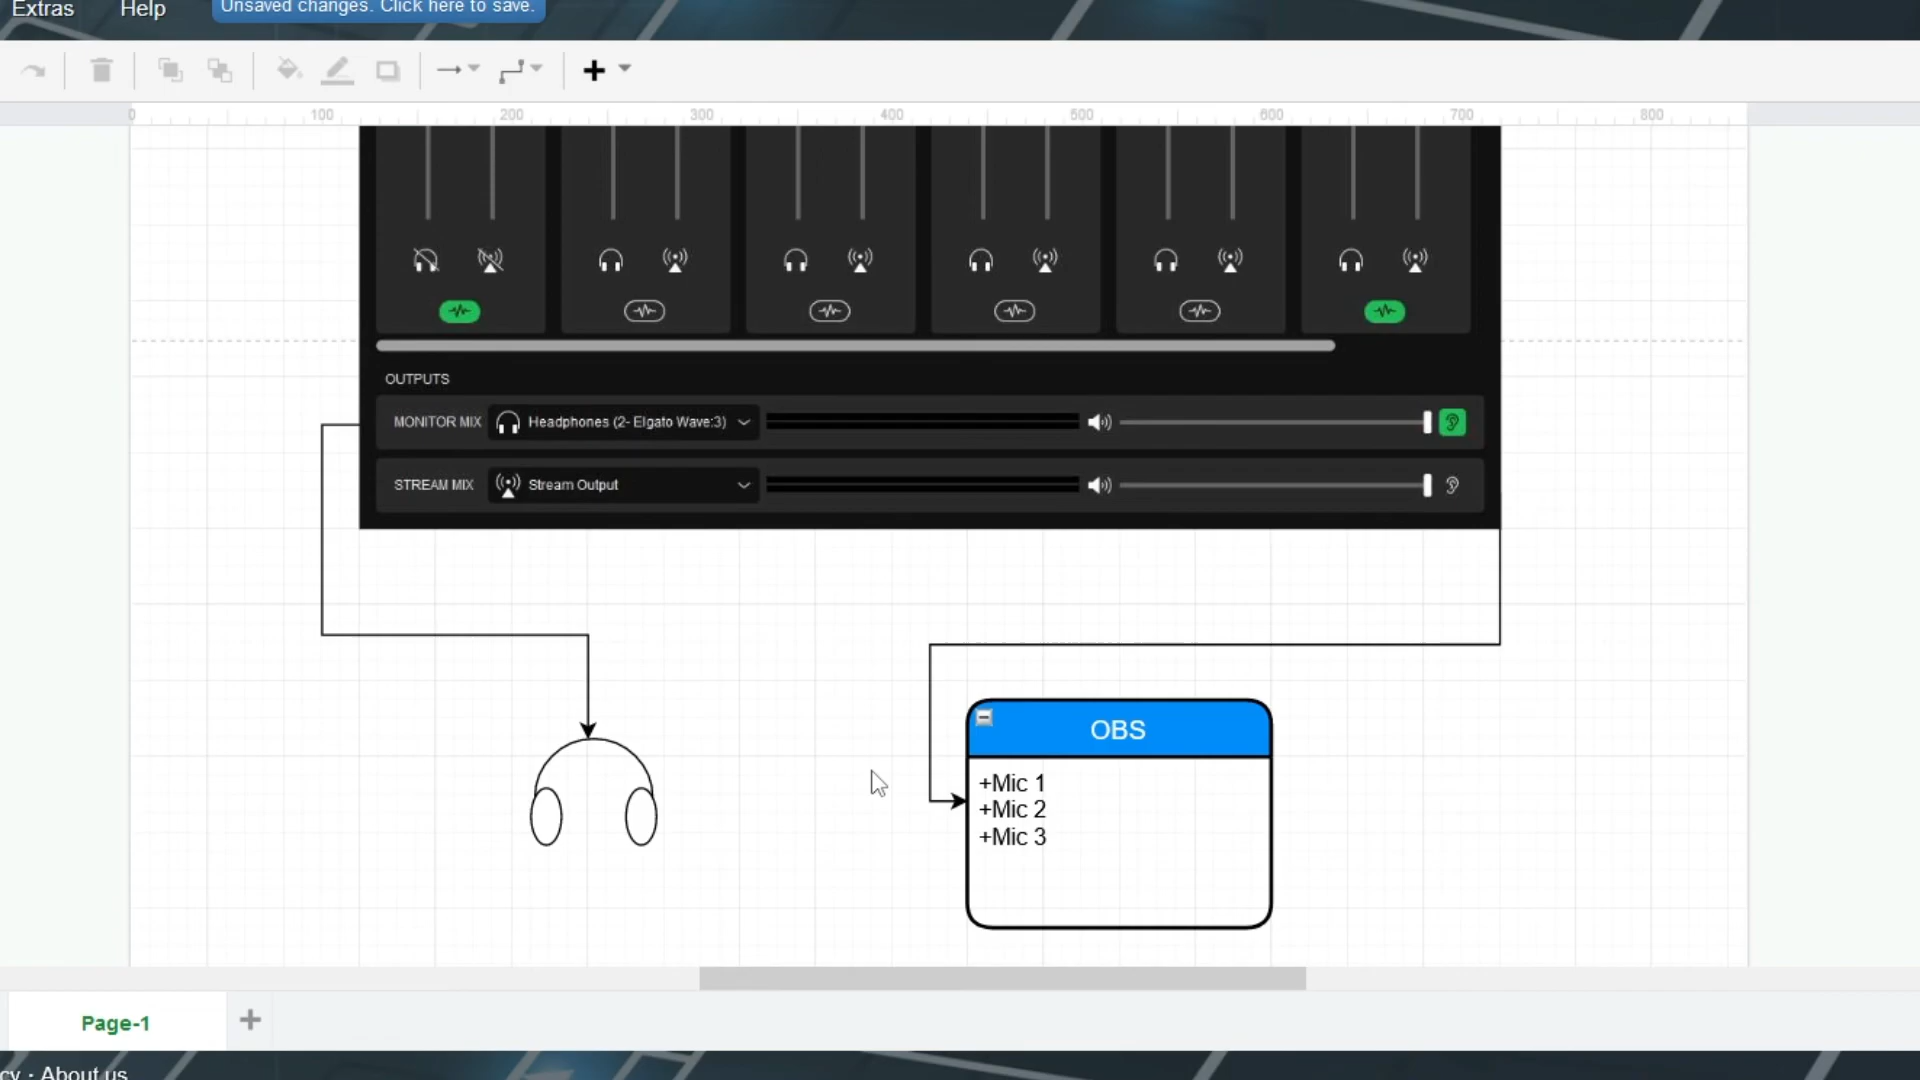 Extras Help Unsaved changes. Click here to save.
0 100 200 300 400 500 600 700 800
OUTPUTS
MONITOR MIX Headphones (2- Elgato Wave:3)
STREAM MIX Stream Output
OBS
+Mic 1
+Mic 2
+Mic 3
Page-1
cy · About us